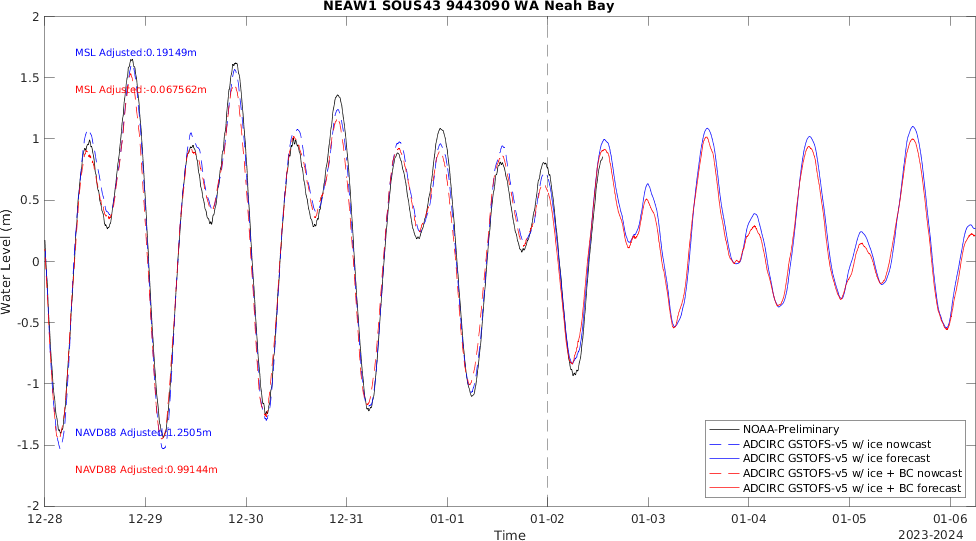 NEAW1 SOUS43 9443090 WA Neah Bay
Water Level (m)
2
1.5
1
0.5
0
-0.5
-1
-1.5
-2
MSL Adjusted:0.19149m
MSL Adjusted:-0.067562m
NAVD88 Adjusted:1.2505m
NAVD88 Adjusted:0.99144m
NOAA-Preliminary
ADCIRC GSTOFS-v5 w/ ice nowcast
ADCIRC GSTOFS-v5 w/ ice forecast
ADCIRC GSTOFS-v5 w/ ice + BC nowcast
ADCIRC GSTOFS-v5 w/ ice + BC forecast
12-28 12-29 12-30 12-31 01-01 01-02 01-03 01-04 01-05 01-06
Time
2023-2024